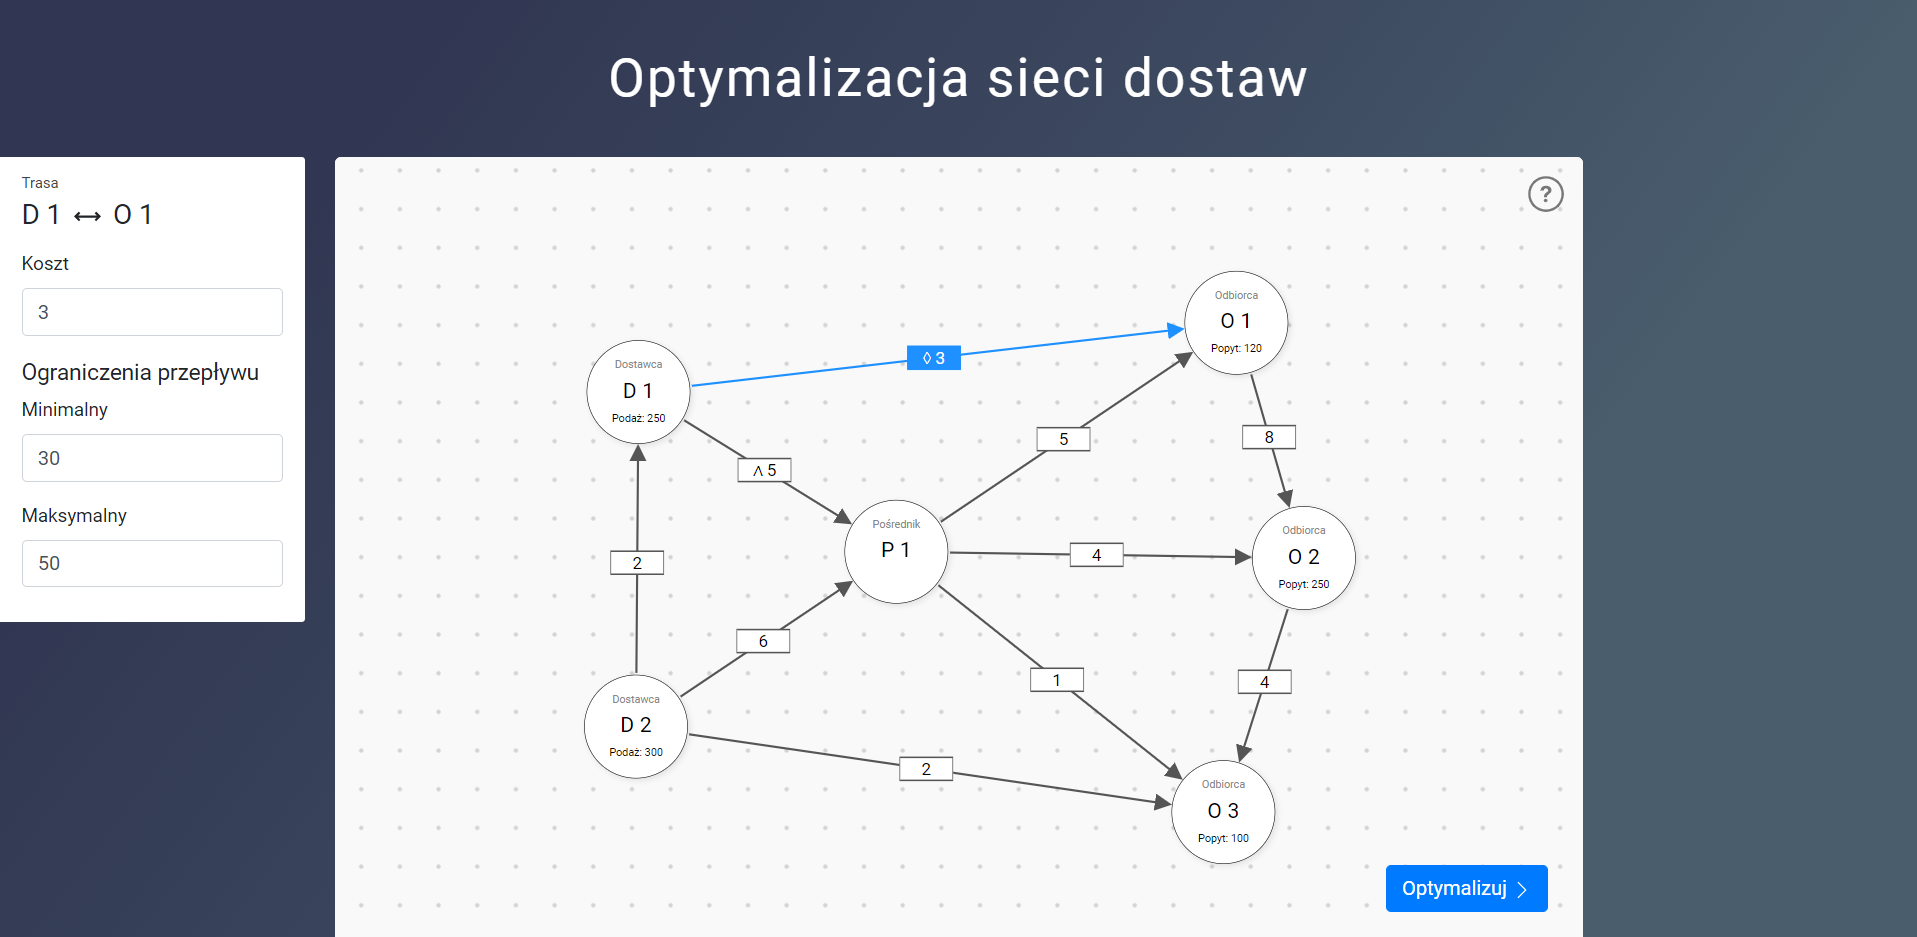 Optymalizacja sieci dostaw
Trasa
D 1 ⟷ O 1
Koszt
3
Ograniczenia przepływu
Minimalny
30
Maksymalny
50
?
Odbiorca
O 1
Popyt: 120
◊ 3
Dostawca
D 1
Podaż: 250
5
8
∧ 5
Pośrednik
P 1
Odbiorca
O 2
Popyt: 250
4
2
6
1
4
Dostawca
D 2
Podaż: 300
2
Odbiorca
O 3
Popyt: 100
Optymalizuj